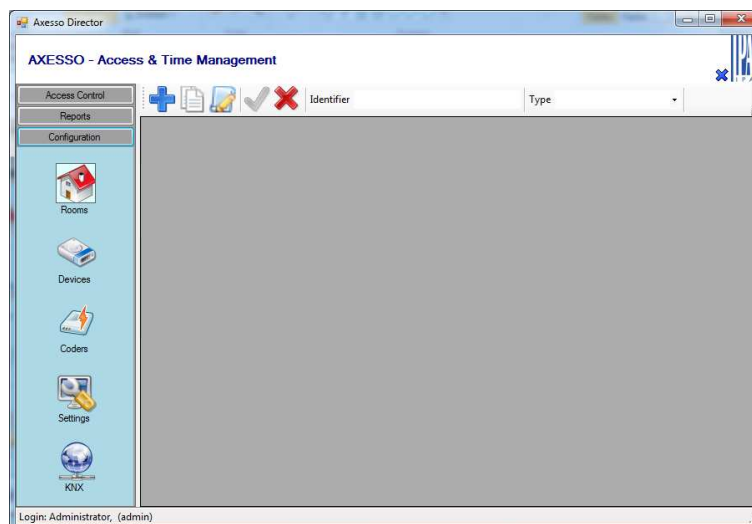 Axesso Director
AXESSO - Access & Time Management
Access Control
Reports
Configuration
Identifier
Type
Rooms
Devices
Coders
Settings
KNX
Login: Administrator, (admin)